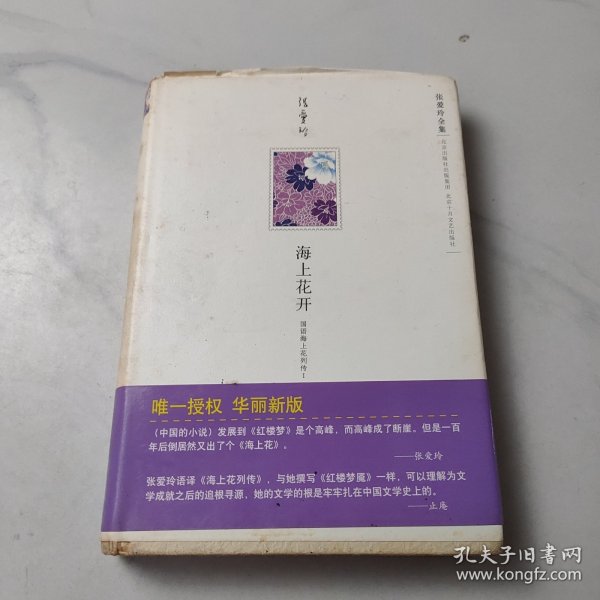 张爱玲
张爱玲全集
北京出版社出版集团 北京十月文艺出版社
海上花开
国语海上花列传 I
唯一授权 华丽新版
（中国的小说）发展到《红楼梦》是个高峰，而高峰成了断崖。但是一百
年后倒居然又出了个《海上花》。
——张爱玲
张爱玲语译《海上花列传》，与她撰写《红楼梦魇》一样，可以理解为文
学成就之后的追根寻源，她的文学的根是牢牢扎在中国文学史上的。
——止庵
孔夫子旧书网
www.kongfz.com